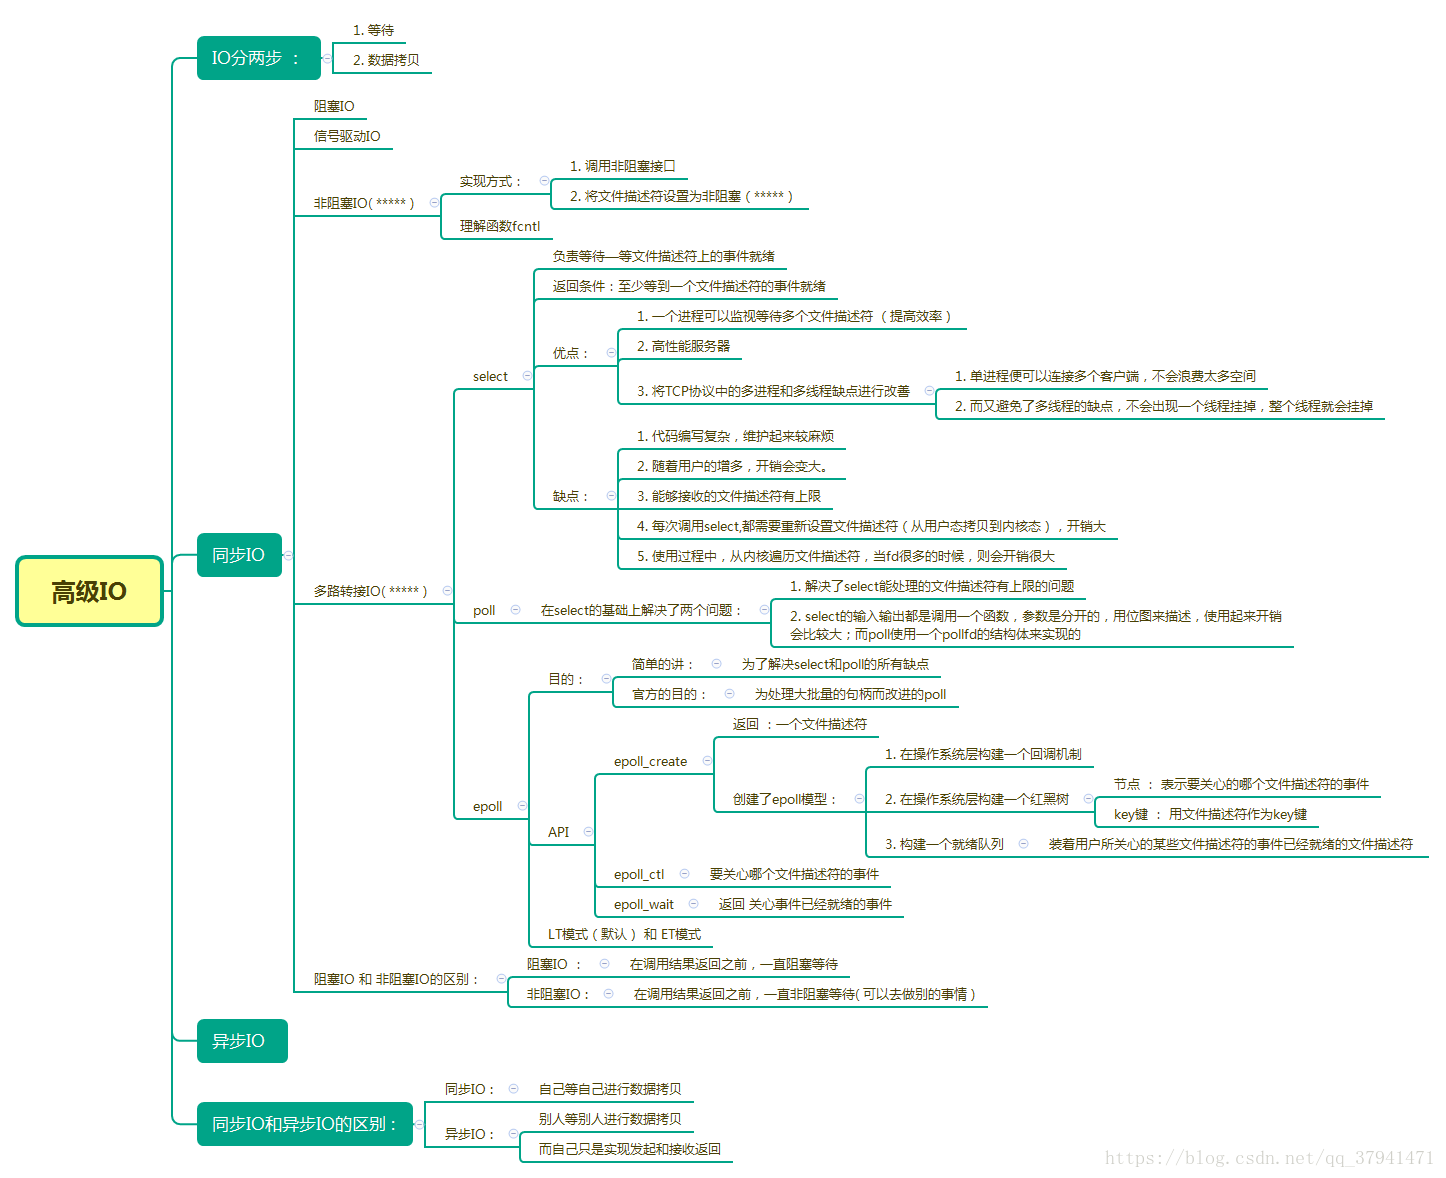 高级IO
IO分两步 ：
1. 等待
2. 数据拷贝
同步IO
阻塞IO
信号驱动IO
非阻塞IO( ***** )
实现方式：
1. 调用非阻塞接口
2. 将文件描述符设置为非阻塞（ ***** ）
理解函数fcntl
多路转接IO( ***** )
select
负责等待—等文件描述符上的事件就绪
返回条件：至少等到一个文件描述符的事件就绪
优点：
1. 一个进程可以监视等待多个文件描述符 （ 提高效率 ）
2. 高性能服务器
3. 将TCP协议中的多进程和多线程缺点进行改善
1. 单进程便可以连接多个客户端，不会浪费太多空间
2. 而又避免了多线程的缺点，不会出现一个线程挂掉，整个线程就会挂掉
缺点：
1. 代码编写复杂，维护起来较麻烦
2. 随着用户的增多，开销会变大。
3. 能够接收的文件描述符有上限
4. 每次调用select,都需要重新设置文件描述符（ 从用户态拷贝到内核态 ），开销大
5. 使用过程中，从内核遍历文件描述符，当fd很多的时候，则会开销很大
poll
在select的基础上解决了两个问题：
1. 解决了select能处理的文件描述符有上限的问题
2. select的输入输出都是调用一个函数，参数是分开的，用位图来描述，使用起来开销
会比较大；而poll使用一个pollfd的结构体来实现的
epoll
目的：
简单的讲：
为了解决select和poll的所有缺点
官方的目的：
为处理大批量的句柄而改进的poll
API
epoll_create
返回 ：一个文件描述符
创建了epoll模型：
1. 在操作系统层构建一个回调机制
2. 在操作系统层构建一个红黑树
节点 ： 表示要关心的哪个文件描述符的事件
key键 ： 用文件描述符作为key键
3. 构建一个就绪队列
装着用户所关心的某些文件描述符的事件已经就绪的文件描述符
epoll_ctl
要关心哪个文件描述符的事件
epoll_wait
返回 关心事件已经就绪的事件
LT模式（ 默认 ） 和 ET模式
阻塞IO 和 非阻塞IO的区别：
阻塞IO ：
在调用结果返回之前，一直阻塞等待
非阻塞IO：
在调用结果返回之前，一直非阻塞等待( 可以去做别的事情 )
异步IO
同步IO和异步IO的区别：
同步IO：
自己等自己进行数据拷贝
异步IO：
别人等别人进行数据拷贝
而自己只是实现发起和接收返回
https://blog.csdn.net/qq_37941471